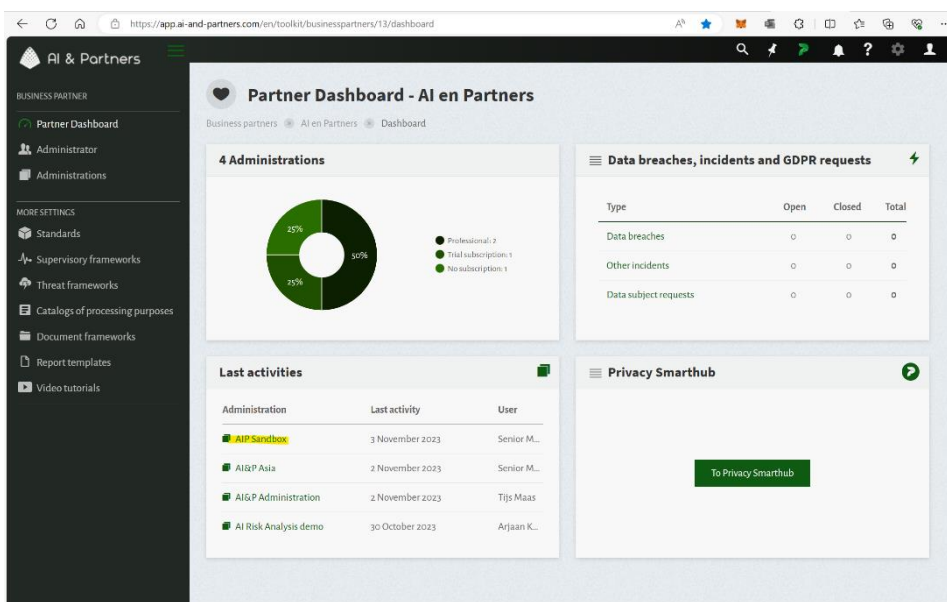 https://app.ai-and-partners.com/en/toolkit/businesspartners/13/dashboard
AI & Partners
BUSINESS PARTNER
Partner Dashboard
Administrator
Administrations
MORE SETTINGS
Standards
Supervisory frameworks
Threat frameworks
Catalogs of processing purposes
Document frameworks
Report templates
Video tutorials
Partner Dashboard - AI en Partners
Business partners AI en Partners Dashboard
4 Administrations
25%
50%
25%
Professional: 2
Trial subscription: 1
No subscription: 1
Data breaches, incidents and GDPR requests
Type Open Closed Total
Data breaches 0 0 0
Other incidents 0 0 0
Data subject requests 0 0 0
Last activities
Administration Last activity User
AIP Sandbox 3 November 2023 Senior M...
AI&P Asia 2 November 2023 Senior M...
AI&P Administration 2 November 2023 Tijs Maas
AI Risk Analysis demo 30 October 2023 Arjaan K...
Privacy Smarthub
To Privacy Smarthub